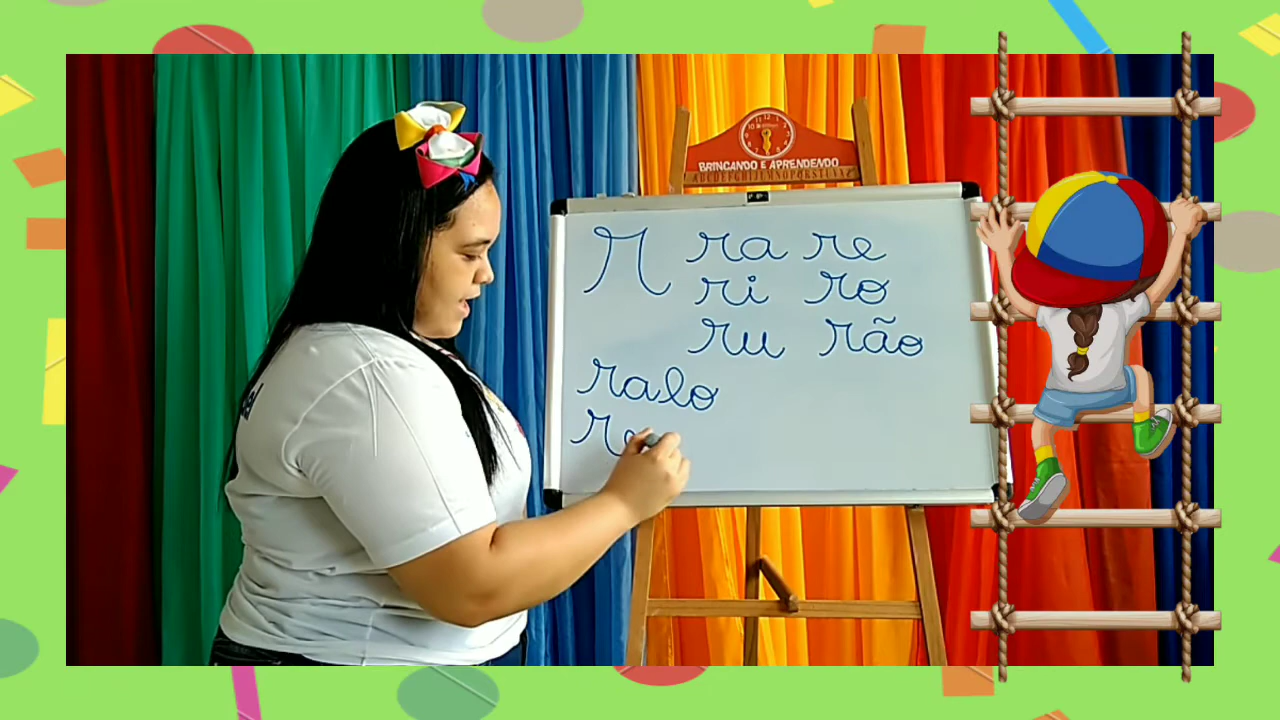 BRINCANDO E APRENDENDO
R ra re
ri ro
ru rão
ralo